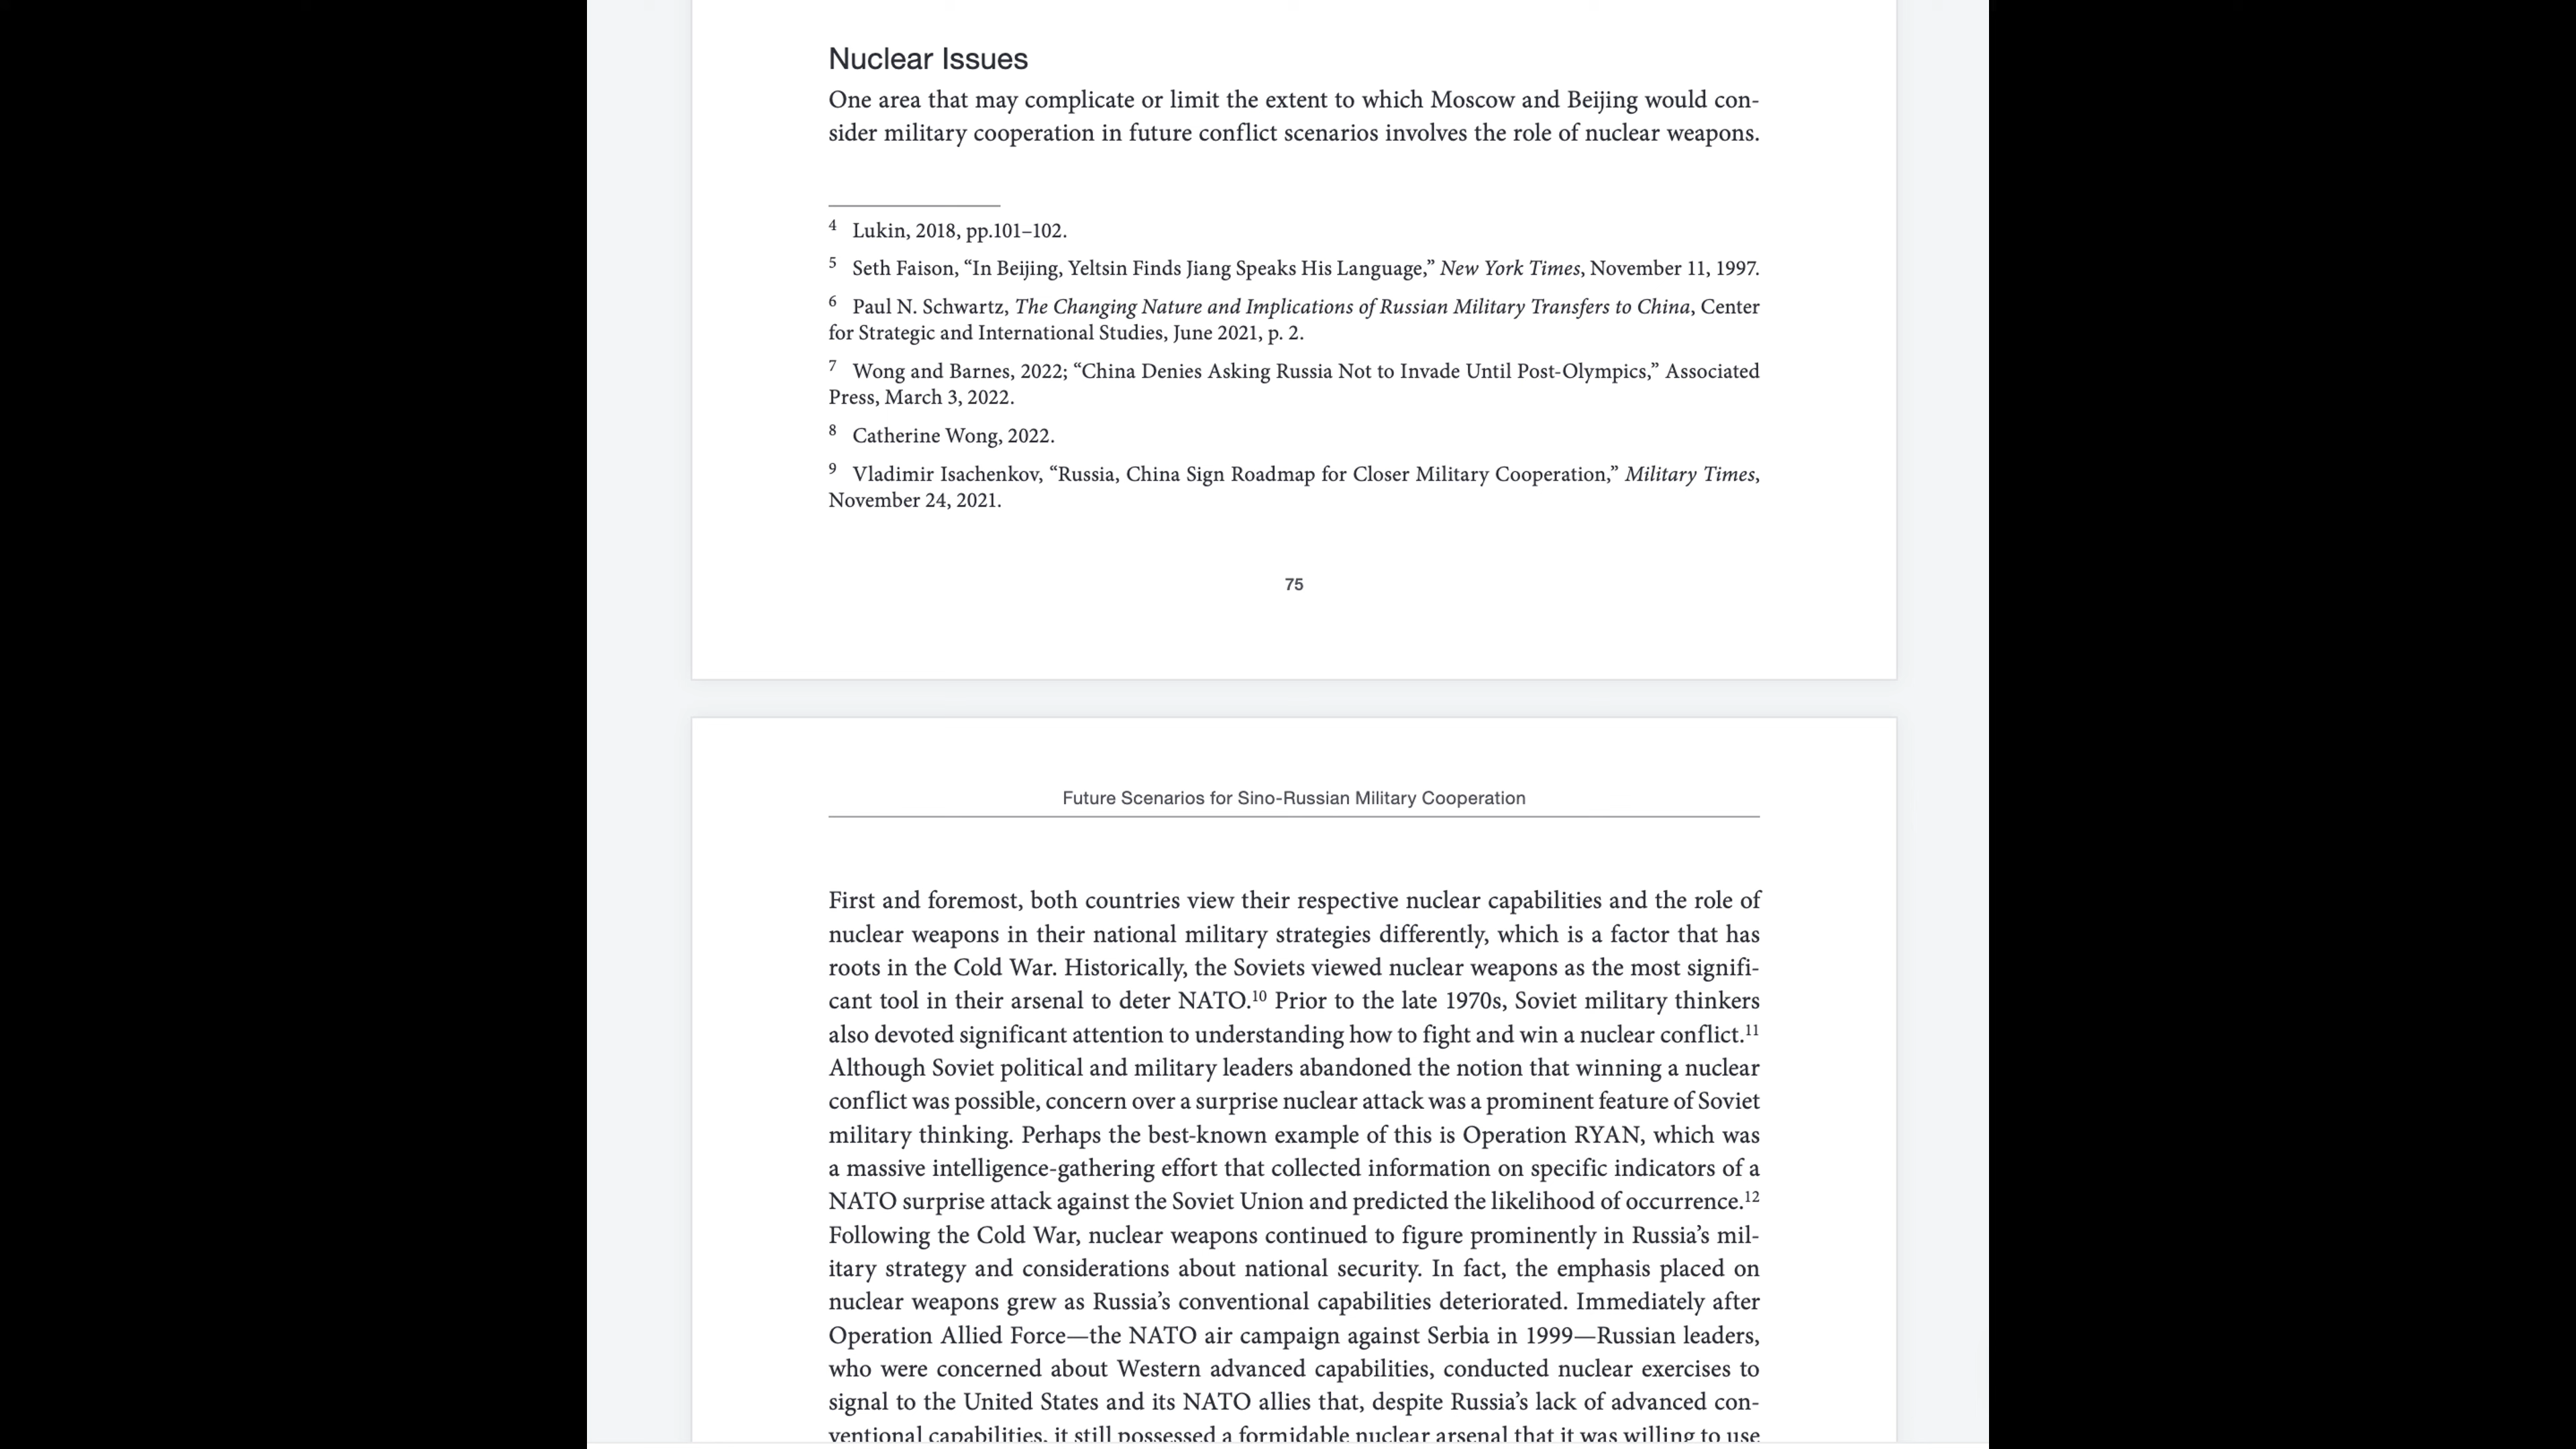 Nuclear Issues
One area that may complicate or limit the extent to which Moscow and Beijing would con-
sider military cooperation in future conflict scenarios involves the role of nuclear weapons.
4 Lukin, 2018, pp.101–102.
5 Seth Faison, “In Beijing, Yeltsin Finds Jiang Speaks His Language,” New York Times, November 11, 1997.
6 Paul N. Schwartz, The Changing Nature and Implications of Russian Military Transfers to China, Center
for Strategic and International Studies, June 2021, p. 2.
7 Wong and Barnes, 2022; “China Denies Asking Russia Not to Invade Until Post-Olympics,” Associated
Press, March 3, 2022.
8 Catherine Wong, 2022.
9 Vladimir Isachenkov, “Russia, China Sign Roadmap for Closer Military Cooperation,” Military Times,
November 24, 2021.
75
Future Scenarios for Sino-Russian Military Cooperation
First and foremost, both countries view their respective nuclear capabilities and the role of
nuclear weapons in their national military strategies differently, which is a factor that has
roots in the Cold War. Historically, the Soviets viewed nuclear weapons as the most signifi-
cant tool in their arsenal to deter NATO.10 Prior to the late 1970s, Soviet military thinkers
also devoted significant attention to understanding how to fight and win a nuclear conflict.11
Although Soviet political and military leaders abandoned the notion that winning a nuclear
conflict was possible, concern over a surprise nuclear attack was a prominent feature of Soviet
military thinking. Perhaps the best-known example of this is Operation RYAN, which was
a massive intelligence-gathering effort that collected information on specific indicators of a
NATO surprise attack against the Soviet Union and predicted the likelihood of occurrence.12
Following the Cold War, nuclear weapons continued to figure prominently in Russia’s mil-
itary strategy and considerations about national security. In fact, the emphasis placed on
nuclear weapons grew as Russia’s conventional capabilities deteriorated. Immediately after
Operation Allied Force—the NATO air campaign against Serbia in 1999—Russian leaders,
who were concerned about Western advanced capabilities, conducted nuclear exercises to
signal to the United States and its NATO allies that, despite Russia’s lack of advanced con-
ventional capabilities, it still possessed a formidable nuclear arsenal that it was willing to use